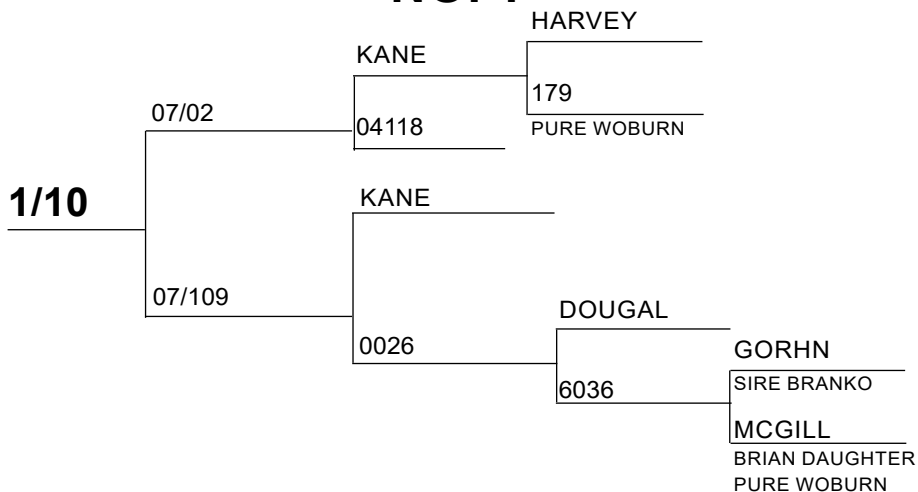 HARVEY
KANE
179
07/02
04118
PURE WOBURN
1/10
KANE
07/109
DOUGAL
0026
GORHN
6036
SIRE BRANKO
MCGILL
BRIAN DAUGHTER
PURE WOBURN